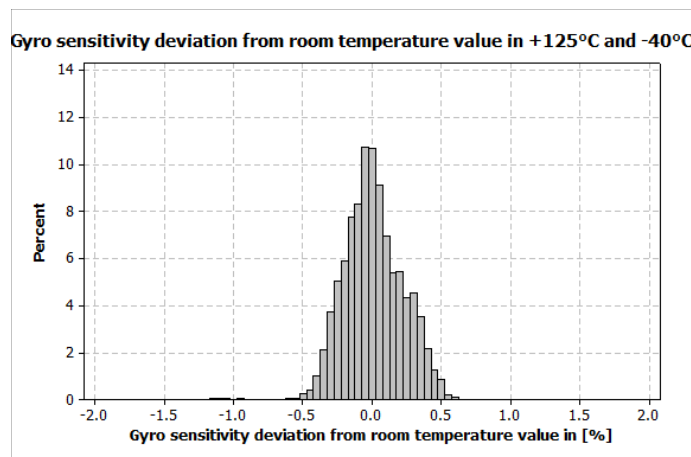 Gyro sensitivity deviation from room temperature value in +125°C and -40°C
14
12
10
8
6
4
2
0
Percent
-2.0 -1.5 -1.0 -0.5 0.0 0.5 1.0 1.5 2.0
Gyro sensitivity deviation from room temperature value in [%]